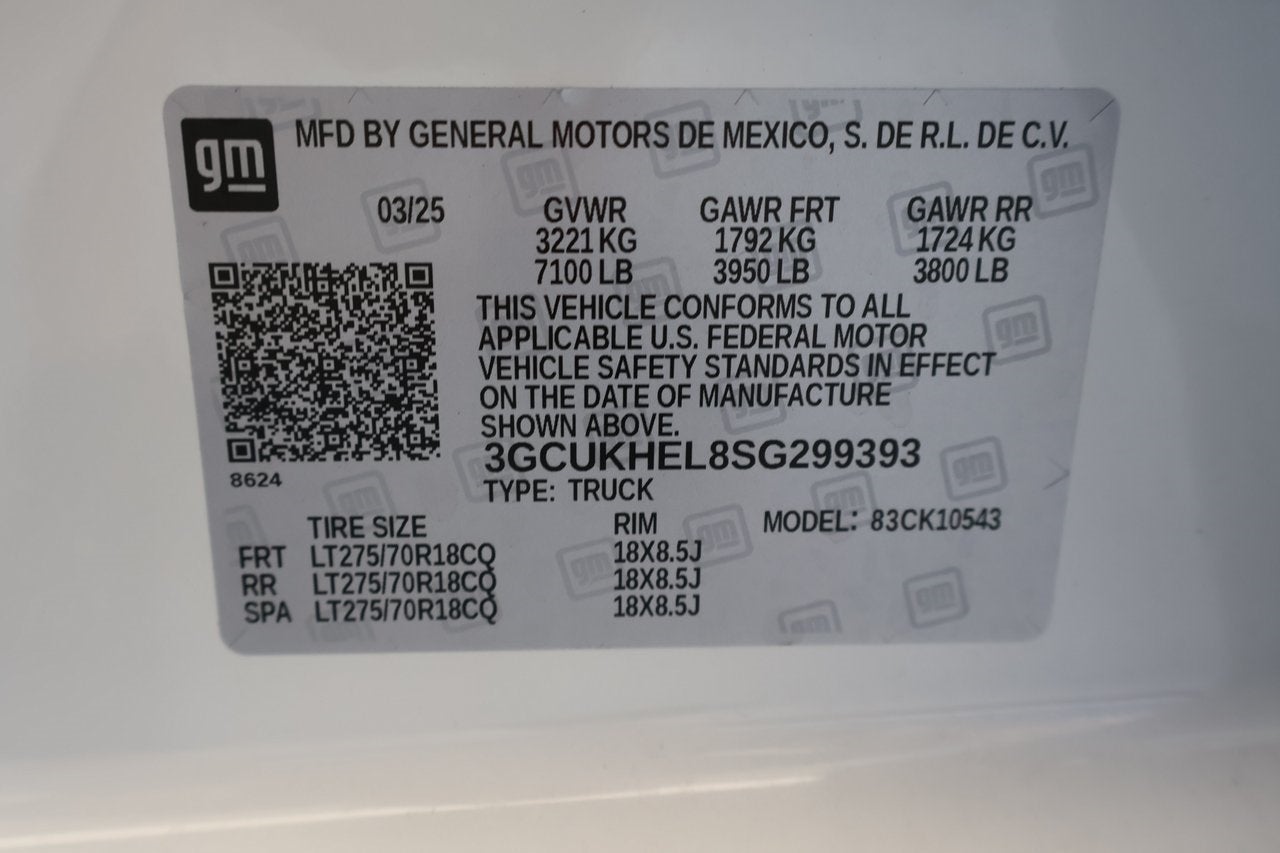 gm
MFD BY GENERAL MOTORS DE MEXICO, S. DE R.L. DE C.V.
03/25 GVWR GAWR FRT GAWR RR
3221 KG 1792 KG 1724 KG
7100 LB 3950 LB 3800 LB
THIS VEHICLE CONFORMS TO ALL
APPLICABLE U.S. FEDERAL MOTOR
VEHICLE SAFETY STANDARDS IN EFFECT
ON THE DATE OF MANUFACTURE
SHOWN ABOVE.
3GCUKHEL8SG299393
8624
TYPE: TRUCK
TIRE SIZE RIM MODEL: 83CK10543
FRT LT275/70R18CQ 18X8.5J
RR LT275/70R18CQ 18X8.5J
SPA LT275/70R18CQ 18X8.5J